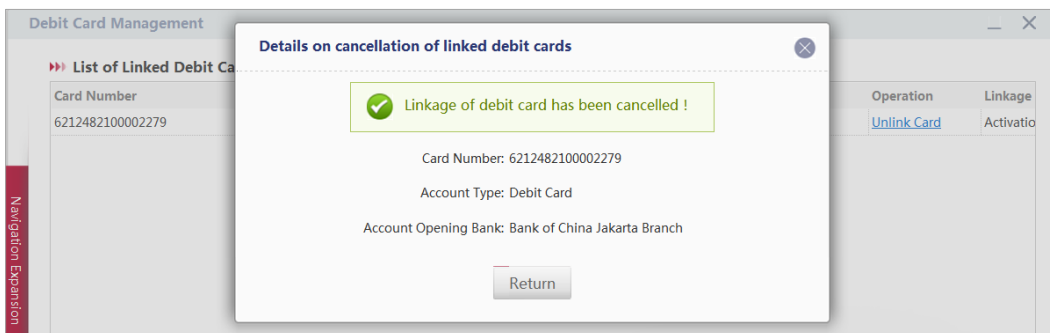 Debit Card Management
Details on cancellation of linked debit cards
List of Linked Debit Ca
Card Number
Operation
Linkage
Linkage of debit card has been cancelled !
6212482100002279
Unlink Card
Activatio
Card Number: 6212482100002279
Account Type: Debit Card
Account Opening Bank: Bank of China Jakarta Branch
Return
Navigation Expansion